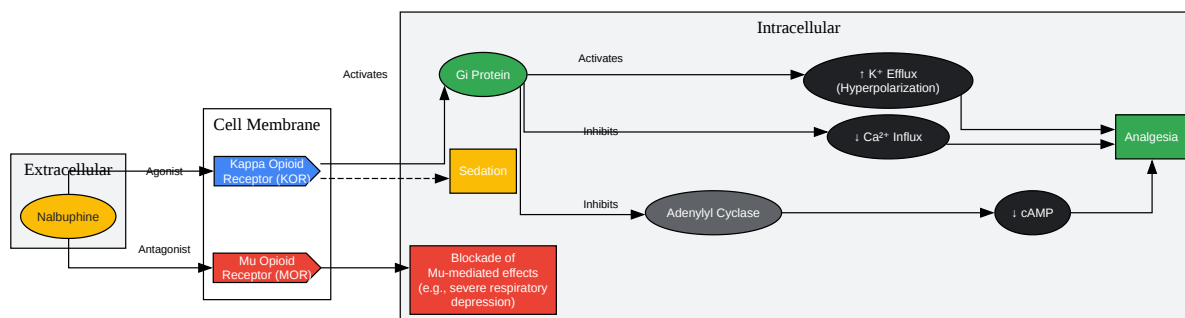 Intracellular
Activates
Activates
Gi Protein
↑ K⁺ Efflux
(Hyperpolarization)
Cell Membrane
Inhibits
↓ Ca²⁺ Influx
Analgesia
Extracellular
Agonist
Kappa Opioid
Receptor (KOR)
Sedation
Nalbuphine
Inhibits
Adenylyl Cyclase
↓ cAMP
Antagonist
Mu Opioid
Receptor (MOR)
Blockade of
Mu-mediated effects
(e.g., severe respiratory
depression)